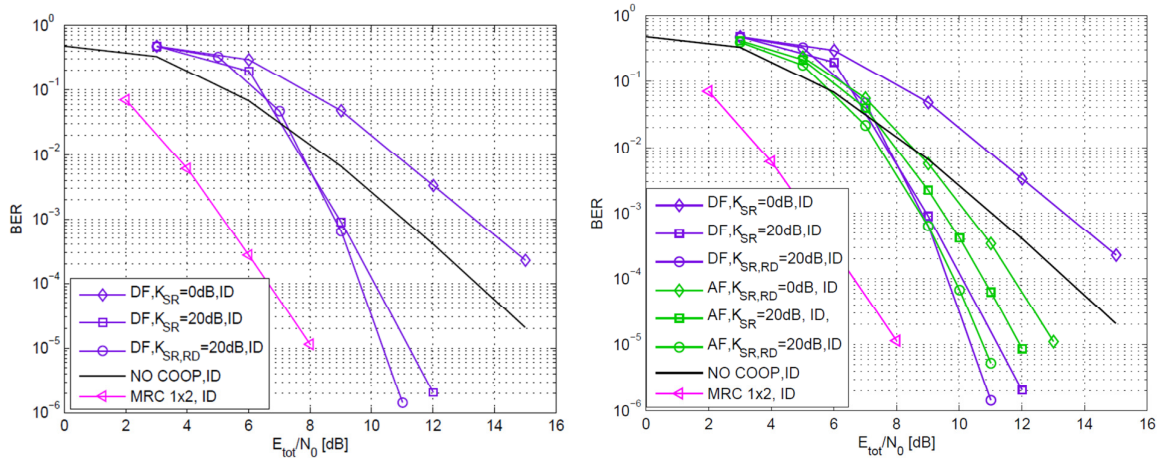 10^0
10^-1
10^-2
10^-3
10^-4
10^-5
10^-6
BER
0 2 4 6 8 10 12 14 16
E_tot/N_0 [dB]
DF,K_SR=0dB,ID
DF,K_SR=20dB,ID
DF,K_SR,RD=20dB,ID
NO COOP,ID
MRC 1x2, ID
10^0
10^-1
10^-2
10^-3
10^-4
10^-5
10^-6
BER
0 2 4 6 8 10 12 14 16
E_tot/N_0 [dB]
DF,K_SR=0dB,ID
DF,K_SR=20dB,ID
DF,K_SR,RD=20dB,ID
AF,K_SR,RD=0dB, ID
AF,K_SR=20dB, ID,
AF,K_SR,RD=20dB,ID
NO COOP,ID
MRC 1x2, ID